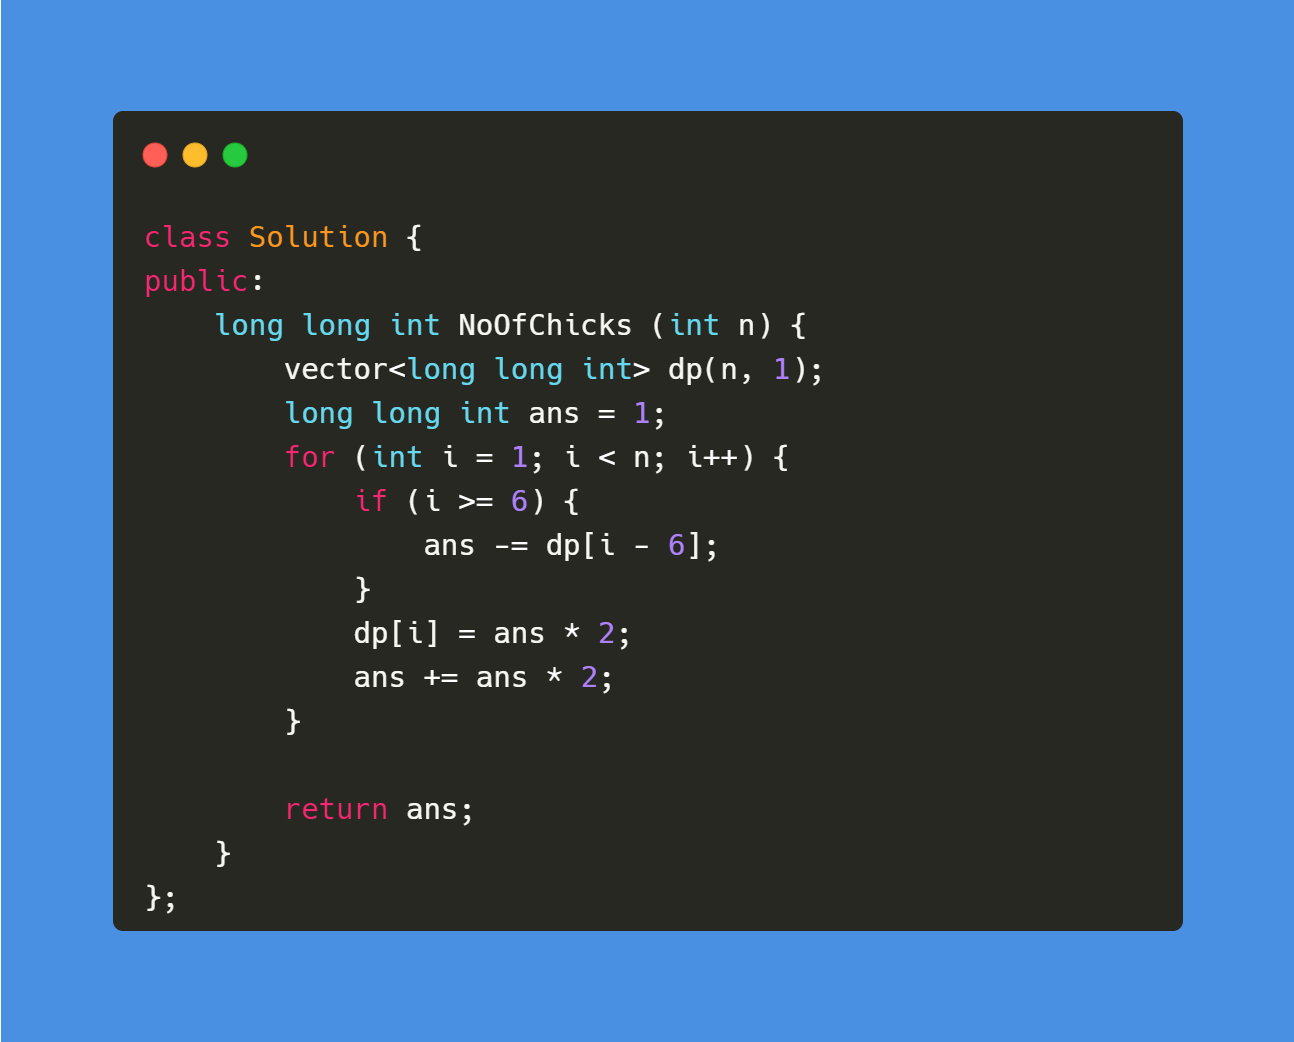 class Solution {
public:
    long long int NoOfChicks (int n) {
        vector<long long int> dp(n, 1);
        long long int ans = 1;
        for (int i = 1; i < n; i++) {
            if (i >= 6) {
                ans -= dp[i - 6];
            }
            dp[i] = ans * 2;
            ans += ans * 2;
        }

        return ans;
    }
};